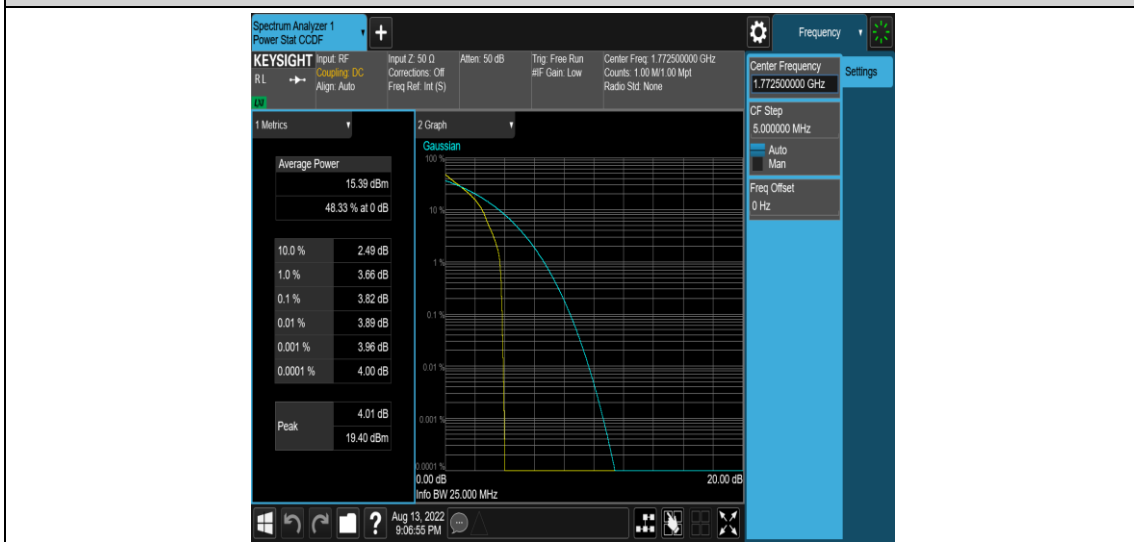 Spectrum Analyzer 1
Power Stat CCDF
+
Frequency
KEYSIGHT
RL
LXI
Input: RF
Coupling: DC
Align: Auto
Input Z: 50 Ω
Corrections: Off
Freq Ref: Int (S)
Atten: 50 dB
Trig: Free Run
#IF Gain: Low
Center Freq: 1.772500000 GHz
Counts: 1.00 M/1.00 Mpt
Radio Std: None
Center Frequency
1.772500000 GHz
Settings
CF Step
5.000000 MHz
Auto
Man
Freq Offset
0 Hz
1 Metrics
Average Power
15.39 dBm
48.33 % at 0 dB
10.0 % 2.49 dB
1.0 % 3.66 dB
0.1 % 3.82 dB
0.01 % 3.89 dB
0.001 % 3.96 dB
0.0001 % 4.00 dB
Peak
4.01 dB
19.40 dBm
2 Graph
Gaussian
100 %
10 %
1 %
0.1 %
0.01 %
0.001 %
0.0001 %
0.00 dB 20.00 dB
Info BW 25.000 MHz
?
Aug 13, 2022
9:06:55 PM